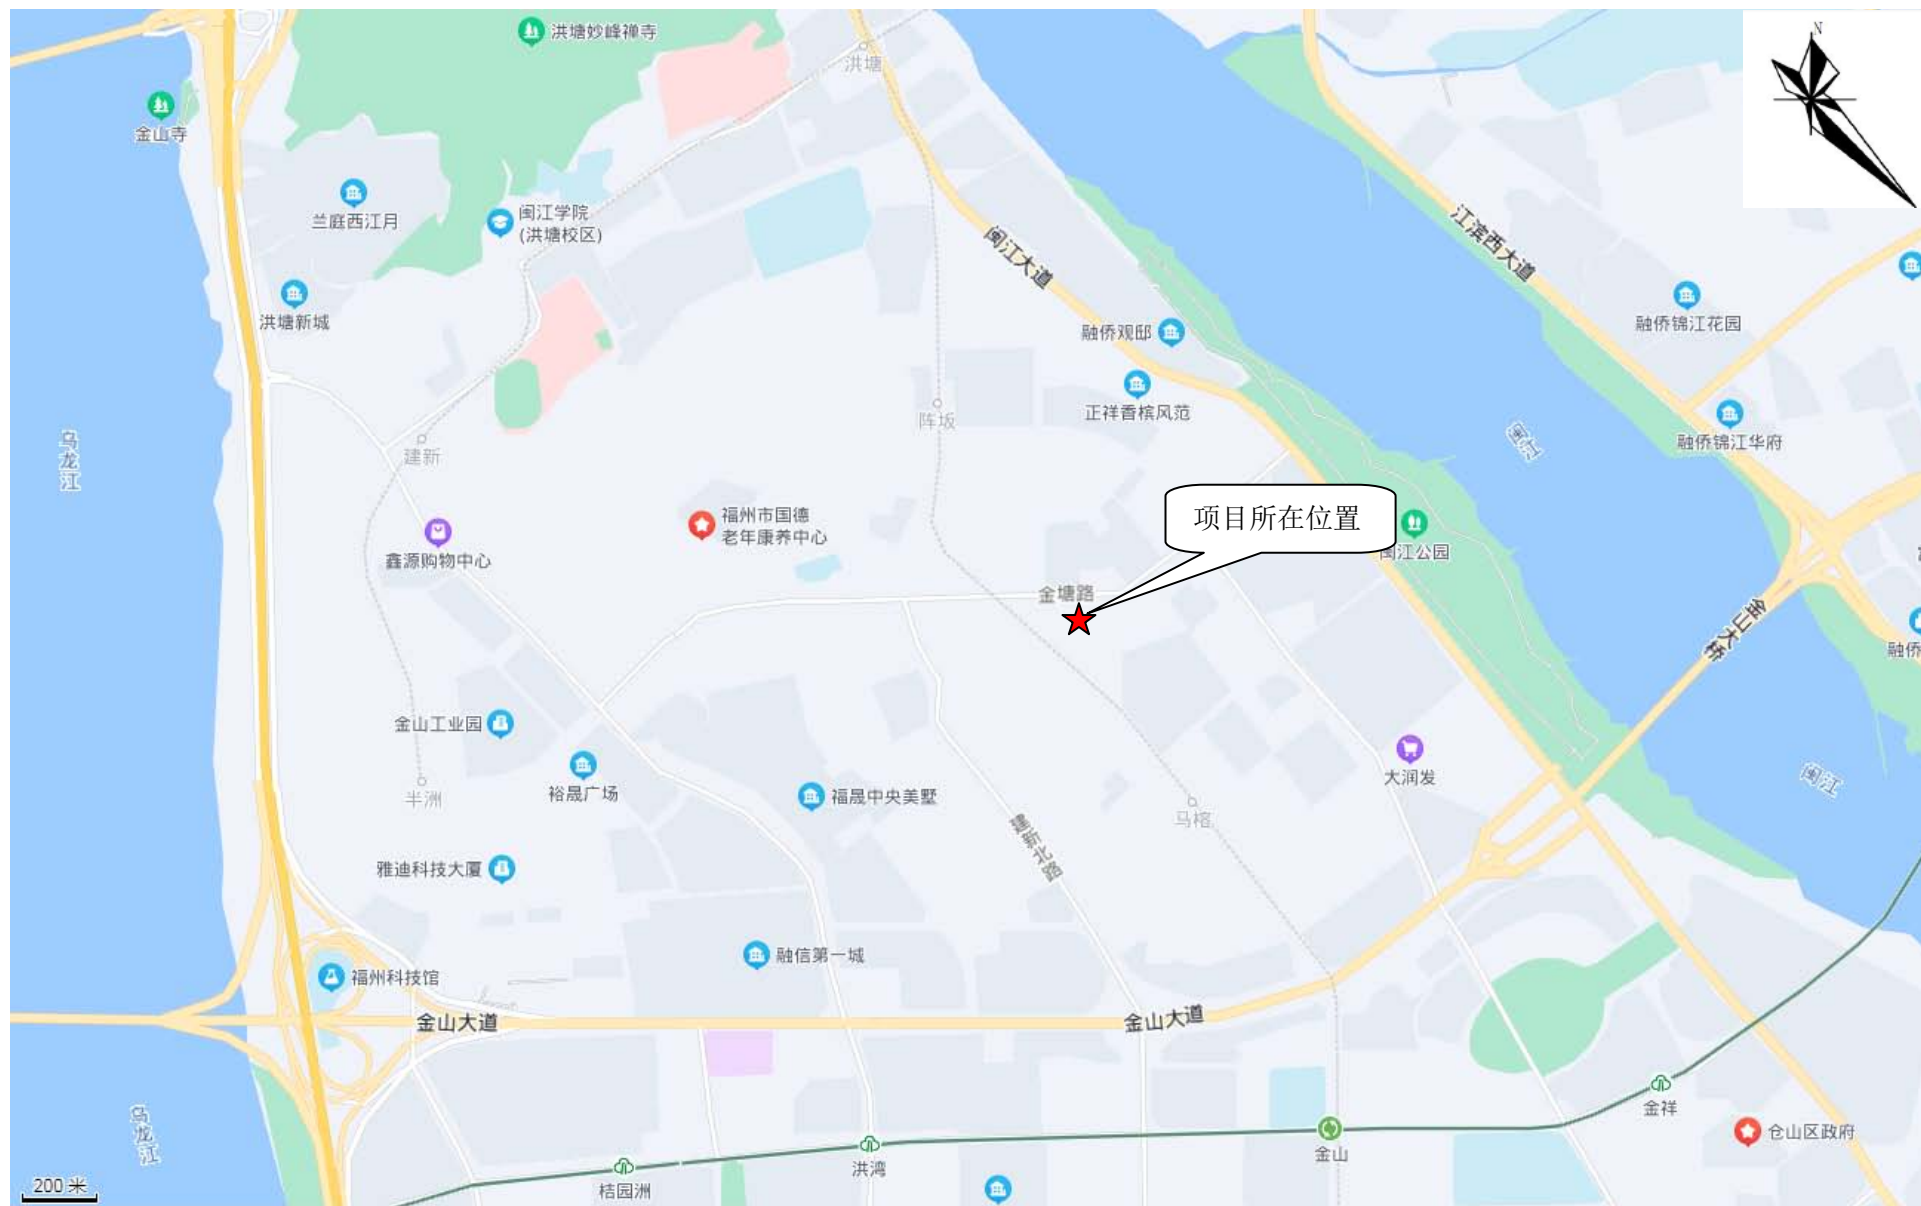 洪塘妙峰禅寺
N
洪塘
金山寺
兰庭西江月
闽江学院
(洪塘校区)
江滨西大道
闽江大道
洪塘新城
融侨锦江花园
融侨观邸
正祥香槟风范
阵坂
融侨锦江华府
闽江
乌龙江
建新
福州市国德
老年康养中心
项目所在位置
闽江公园
鑫源购物中心
金塘路
金山大桥
融侨
金山工业园
大润发
闽江
裕晟广场
福晟中央美墅
半洲
马榕
建新北路
雅迪科技大厦
融信第一城
福州科技馆
金山大道
金山大道
金祥
乌龙江
仓山区政府
金山
洪湾
桔园洲
200 米